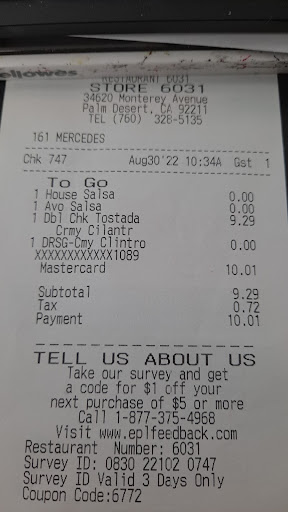 ellowes
RESTAURANT 6031
STORE 6031
34620 Monterey Avenue
Palm Desert, CA 92211
TEL (760) 328-5135
161 MERCEDES
Chk 747 Aug30'22 10:34A Gst 1
To Go
1 House Salsa 0.00
1 Avo Salsa 0.00
1 Dbl Chk Tostada 9.29
Crmy Cilantr
1 DRSG-Cmy Clintro 0.00
XXXXXXXXXXXX1089
Mastercard 10.01
Subtotal 9.29
Tax 0.72
Payment 10.01
TELL US ABOUT US
Take our survey and get
a code for $1 off your
next purchase of $5 or more
Call 1-877-375-4968
Visit www.eplfeedback.com
Restaurant Number: 6031
Survey ID: 0830 22102 0747
Survey ID Valid 3 Days Only
Coupon Code:6772